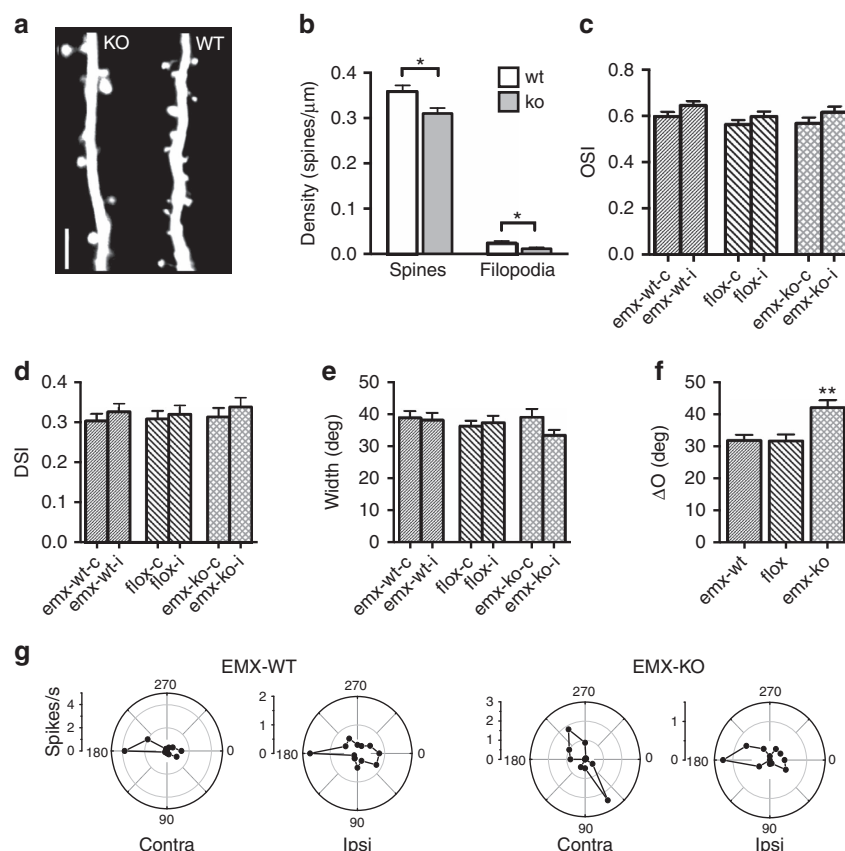 a
KO
WT
b
*
wt
ko
0.4
0.3
0.2
0.1
0.0
Density (spines/μm)
*
Spines
Filopodia
c
0.8
0.6
0.4
0.2
0.0
OSI
emx-wt-c
emx-wt-i
flox-c
flox-i
emx-ko-c
emx-ko-i
d
0.4
0.3
0.2
0.1
0.0
DSI
emx-wt-c
emx-wt-i
flox-c
flox-i
emx-ko-c
emx-ko-i
e
50
40
30
20
10
0
Width (deg)
emx-wt-c
emx-wt-i
flox-c
flox-i
emx-ko-c
emx-ko-i
f
**
50
40
30
20
10
0
ΔO (deg)
emx-wt
flox
emx-ko
g
EMX-WT
Spikes/s
4
2
0
270
180
0
90
Contra
2
1
0
270
180
0
90
Ipsi
EMX-KO
3
2
1
0
270
180
0
90
Contra
1
0
270
180
0
90
Ipsi